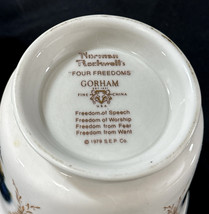 Norman
Rockwell's
"FOUR FREEDOMS"
GORHAM
FINE CHINA
Freedom of Speech
Freedom of Worship
Freedom from Fear
Freedom from Want
© 1976 S.E.P. Co.